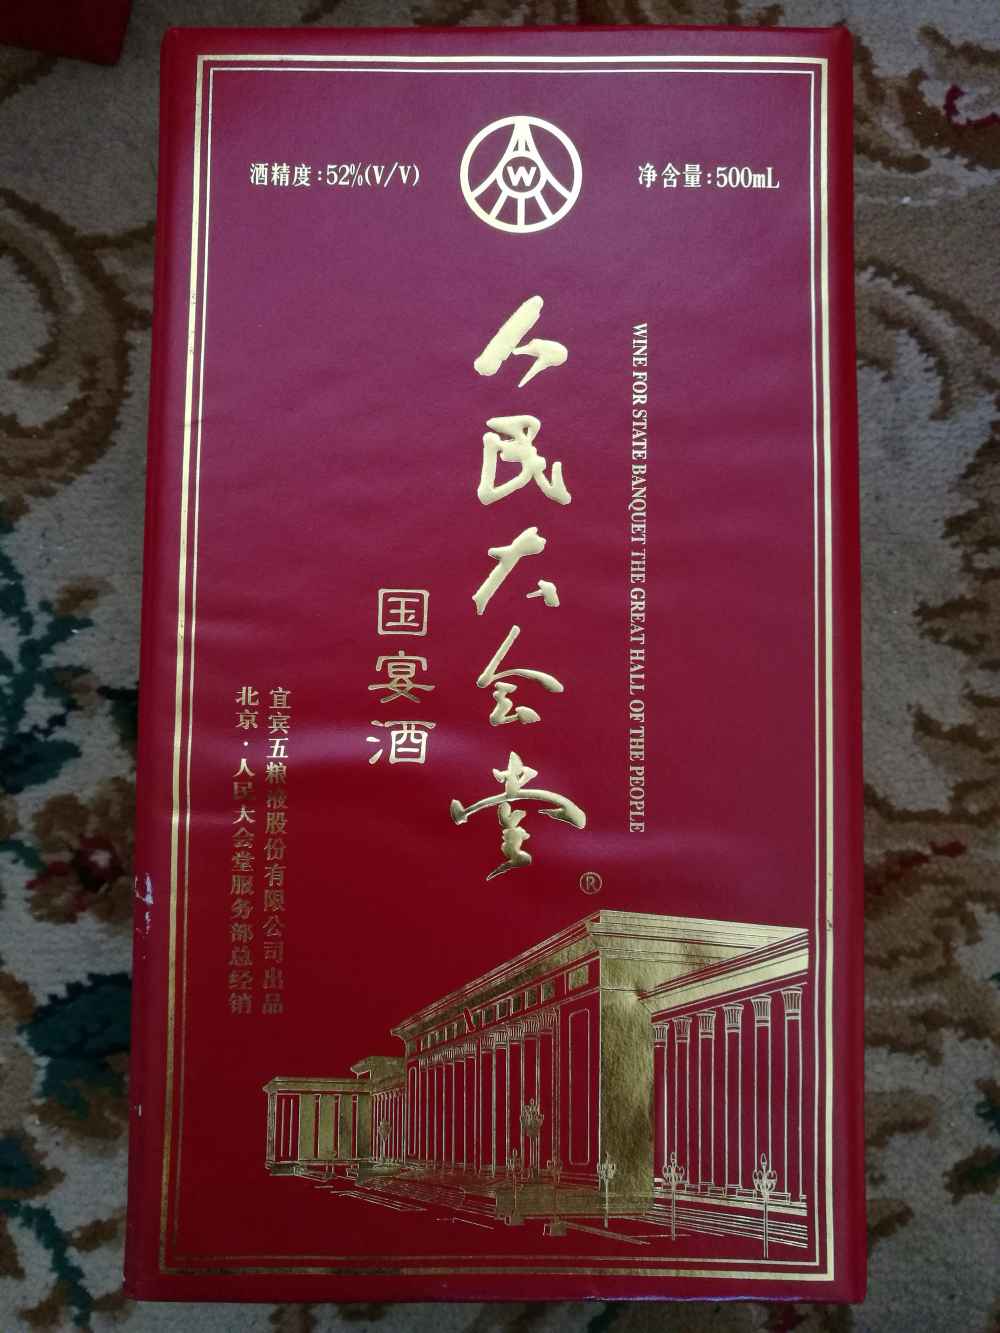 酒精度:52%(V/V)
W
净含量:500mL
人民大会堂
®
WINE FOR STATE BANQUET THE GREAT HALL OF THE PEOPLE
国宴酒
宜宾五粮液股份有限公司出品
北京·人民大会堂服务部总经销